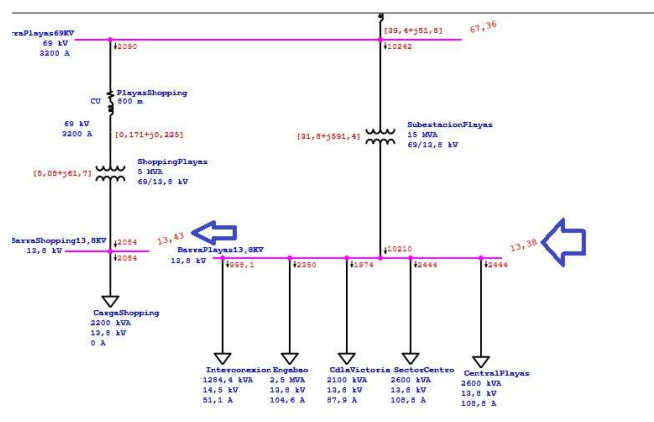 rraPlayas69KV
69 kV
3200 A
2090
[39,4+j51,8]
67,36
10242
PlayasShopping
CU 800 m
69 kV
3200 A
[0,171+j0,225]
SubestacionPlayas
15 MVA
69/13,8 kV
[31,8+j591,4]
ShoppingPlayas
5 MVA
69/13,8 kV
[5,08+j61,7]
BarraShopping13,8KV
13,8 kV
2084
13,43
2084
BarraPlayas13,8KV
13,8 kV
10210
13,38
998,1
2350
1974
2444
2444
CargaShopping
2200 kVA
13,8 kV
0 A
Interconexion Engabao CdlaVictoria SectorCentro CentralPlayas
1284,4 kVA 2,5 MVA 2100 kVA 2600 kVA 2600 kVA
14,5 kV 13,8 kV 13,8 kV 13,8 kV 13,8 kV
51,1 A 104,6 A 87,9 A 108,8 A 108,8 A